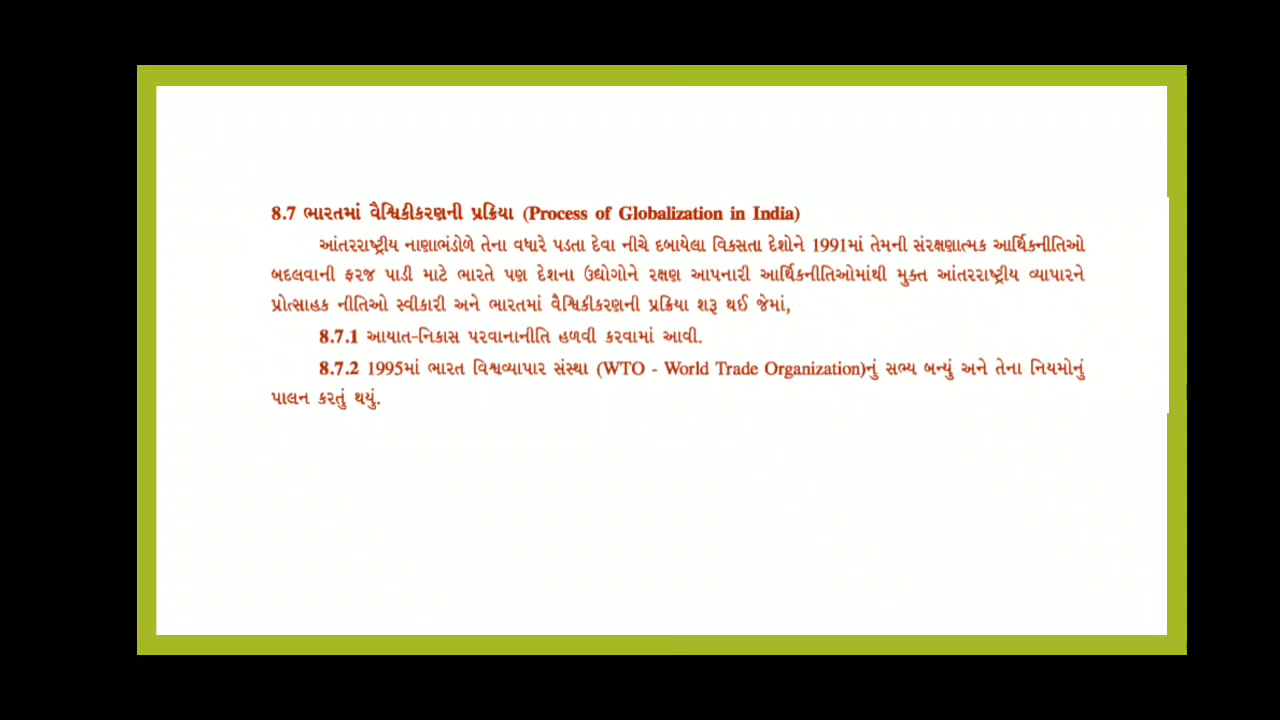 8.7 ભારતમાં વૈશ્વિકીકરણની પ્રક્રિયા (Process of Globalization in India)
આંતરરાષ્ટ્રીય નાણાભંડોળે તેના વધારે પડતા દેવા નીચે દબાયેલા વિકસતા દેશોને 1991માં તેમની સંરક્ષણાત્મક આર્થિકનીતિઓ
બદલવાની ફરજ પાડી માટે ભારતે પણ દેશના ઉદ્યોગોને રક્ષણ આપનારી આર્થિકનીતિઓમાંથી મુક્ત આંતરરાષ્ટ્રીય વ્યાપારને
પ્રોત્સાહક નીતિઓ સ્વીકારી અને ભારતમાં વૈશ્વિકીકરણની પ્રક્રિયા શરૂ થઈ જેમાં,
8.7.1 આયાત-નિકાસ પરવાનાનીતિ હળવી કરવામાં આવી.
8.7.2 1995માં ભારત વિશ્વવ્યાપાર સંસ્થા (WTO - World Trade Organization)નું સભ્ય બન્યું અને તેના નિયમોનું
પાલન કરતું થયું.